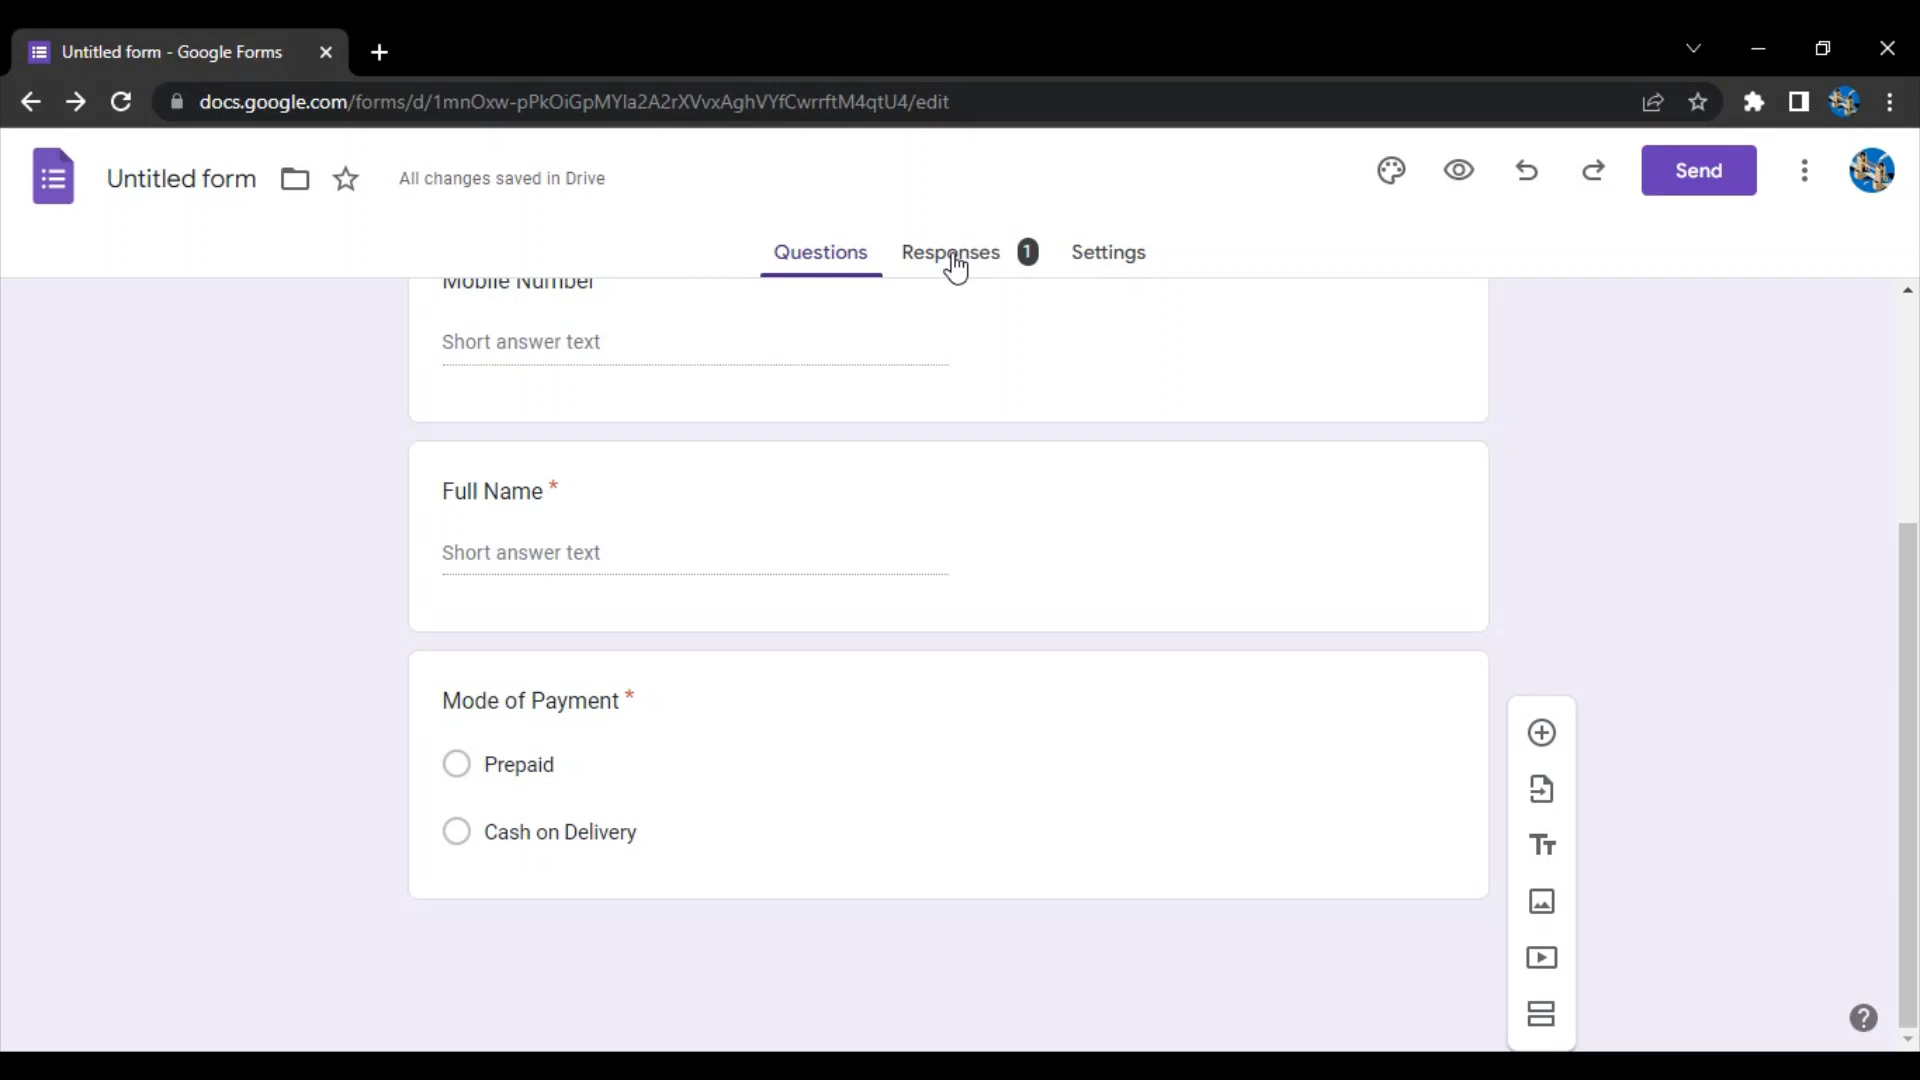 Untitled form - Google Forms
docs.google.com/forms/d/1mnOxw-pPkOiGpMYla2A2rXVvxAghVYfCwrrftM4qtU4/edit
Untitled form
All changes saved in Drive
Send
Questions
Responses 1
Settings
Mobile Number
Short answer text
Full Name *
Short answer text
Mode of Payment *
Prepaid
Cash on Delivery